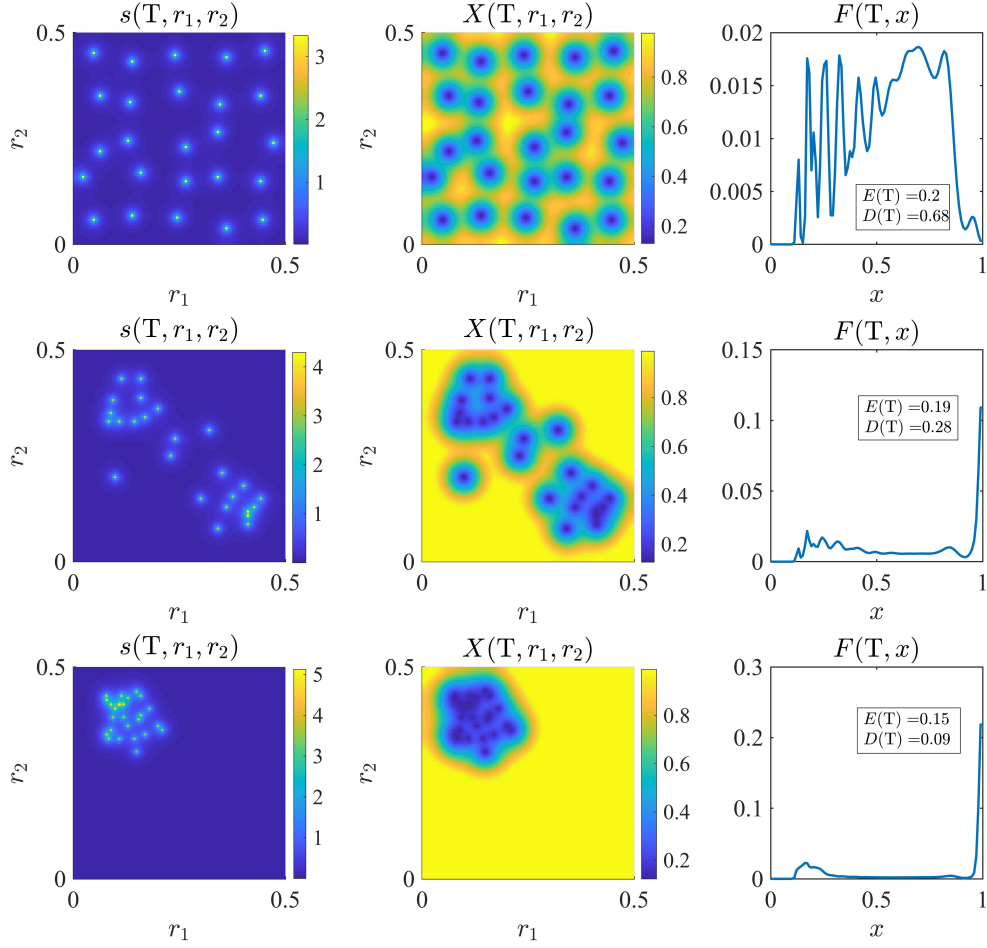 s(T, r₁, r₂)
X(T, r₁, r₂)
F(T, x)
0.5
r₂
0
0
0.5
r₁
3
2
1
0.5
r₂
0
0
0.5
r₁
0.8
0.6
0.4
0.2
0.02
0.015
0.01
0.005
0
0
0.5
1
x
E(T) =0.2
D(T) =0.68
s(T, r₁, r₂)
X(T, r₁, r₂)
F(T, x)
0.5
r₂
0
0
0.5
r₁
4
3
2
1
0.5
r₂
0
0
0.5
r₁
0.8
0.6
0.4
0.2
0.15
0.1
0.05
0
0
0.5
1
x
E(T) =0.19
D(T) =0.28
s(T, r₁, r₂)
X(T, r₁, r₂)
F(T, x)
0.5
r₂
0
0
0.5
r₁
5
4
3
2
1
0.5
r₂
0
0
0.5
r₁
0.8
0.6
0.4
0.2
0.3
0.2
0.1
0
0
0.5
1
x
E(T) =0.15
D(T) =0.09